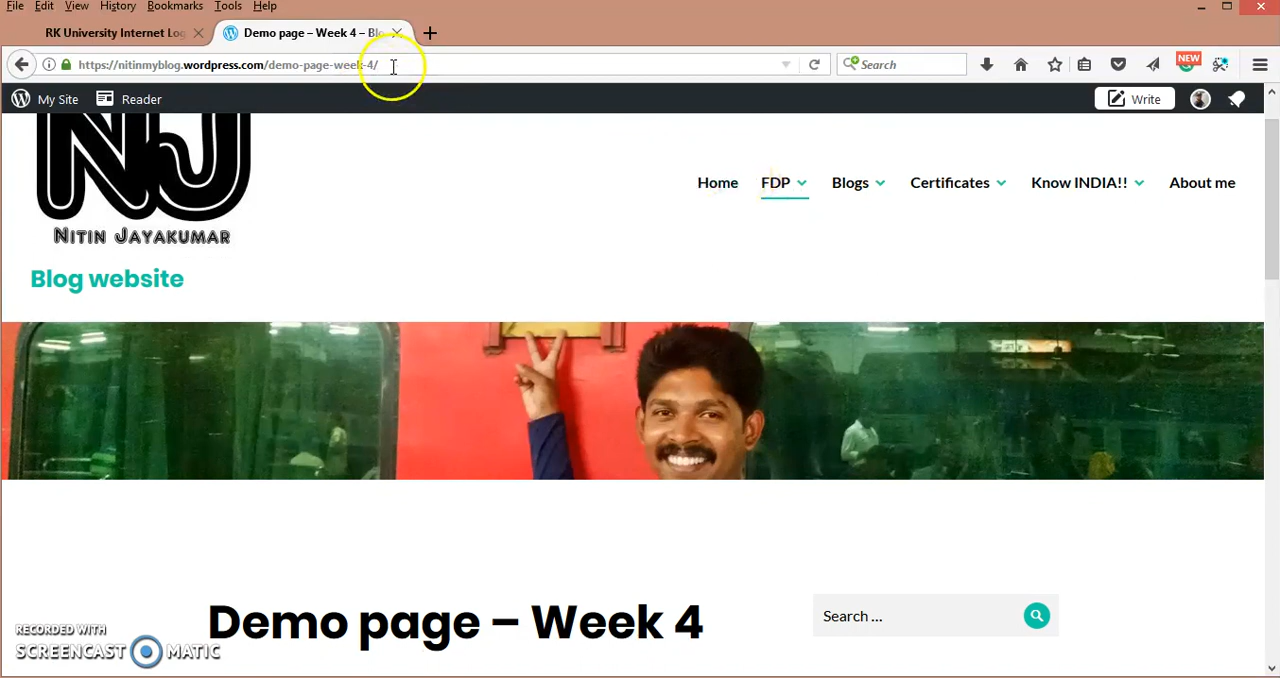 File Edit View History Bookmarks Tools Help
RK University Internet Log
Demo page – Week 4 – Blo
https://nitinmyblog.wordpress.com/demo-page-week-4/
Search
NEW
My Site Reader
Write
NJ
NITIN JAYAKUMAR
Home FDP Blogs Certificates Know INDIA!! About me
Blog website
Demo page – Week 4
Search ...
RECORDED WITH
SCREENCAST MATIC